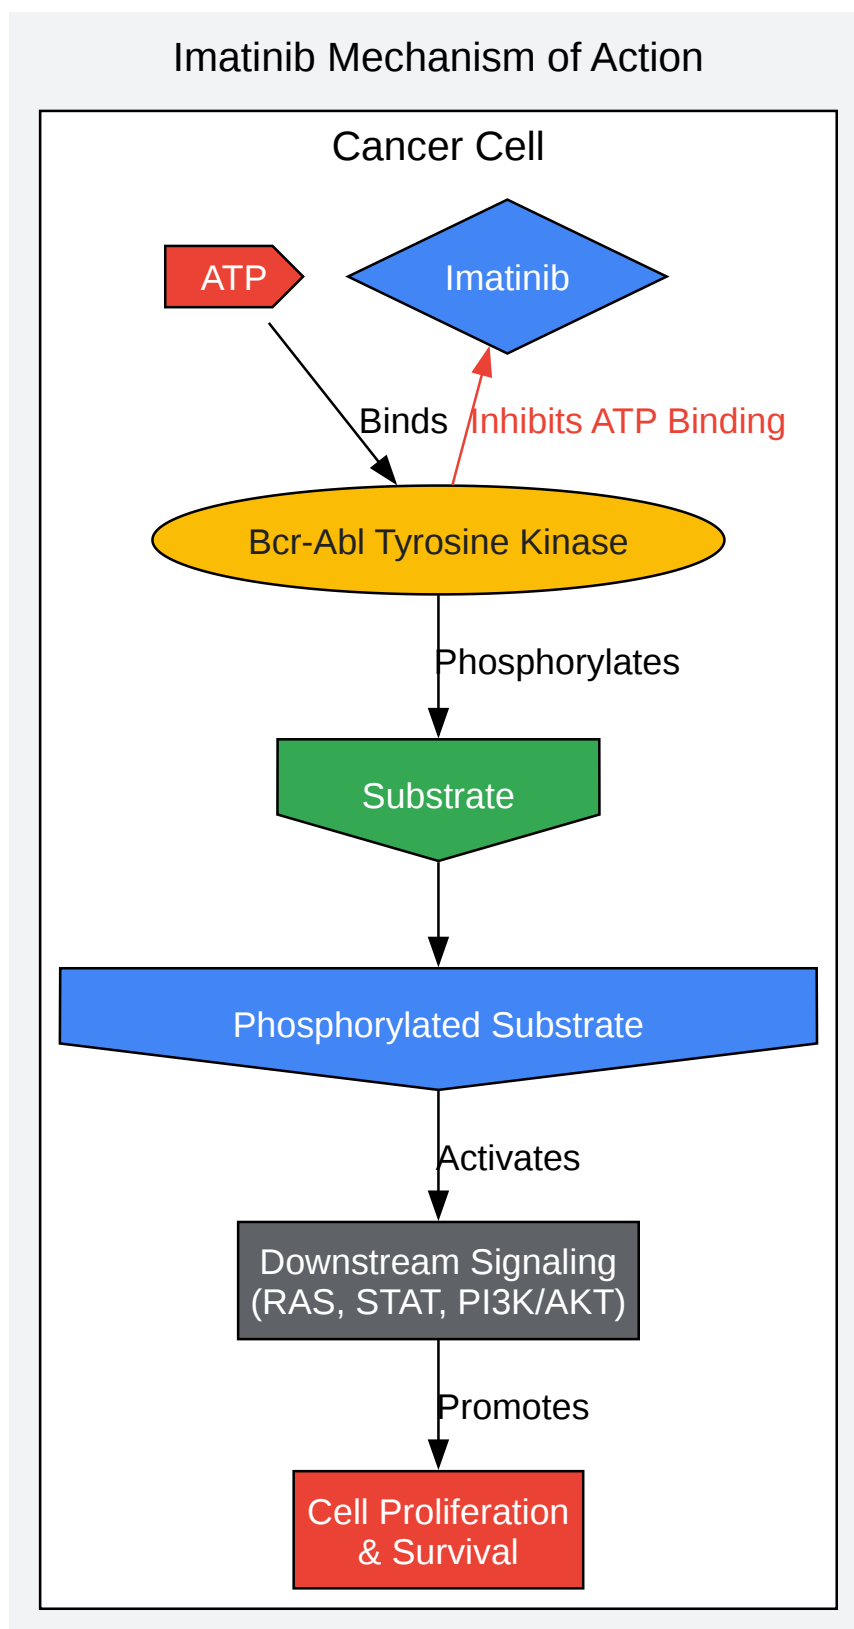 Imatinib Mechanism of Action
Cancer Cell
ATP
Imatinib
Binds
Inhibits ATP Binding
Bcr-Abl Tyrosine Kinase
Phosphorylates
Substrate
Phosphorylated Substrate
Activates
Downstream Signaling
(RAS, STAT, PI3K/AKT)
Promotes
Cell Proliferation
& Survival